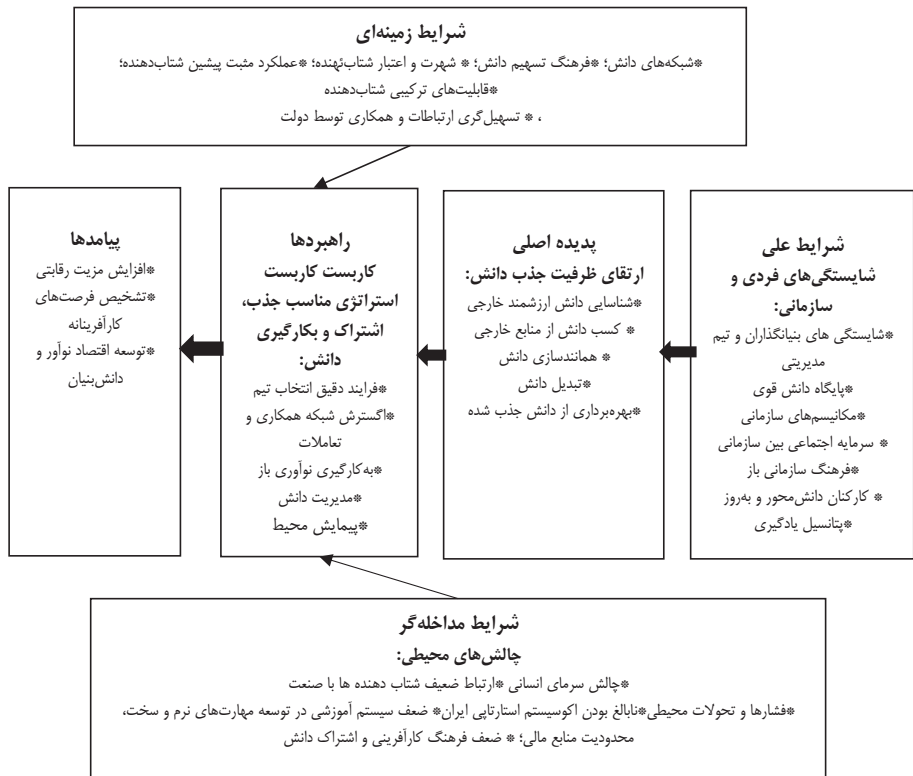 شرایط زمینه‌ای
*شبکه‌های دانش؛ *فرهنگ تسهیم دانش؛ * شهرت و اعتبار شتاب‌ئهنده؛ *عملکرد مثبت پیشین شتاب‌دهنده؛
*قابلیت‌های ترکیبی شتاب‌دهنده
، * تسهیل‌گری ارتباطات و همکاری توسط دولت
شرایط علی
شایستگی‌های فردی و
سازمانی:
*شایستگی های بنیانگذاران و تیم
مدیریتی
*پایگاه دانش قوی
*مکانیسم‌های سازمانی
* سرمایه اجتماعی بین سازمانی
*فرهنگ سازمانی باز
* کارکنان دانش‌محور و به‌روز
*پتانسیل یادگیری
پدیده اصلی
ارتقای ظرفیت جذب دانش:
*شناسایی دانش ارزشمند خارجی
* کسب دانش از منابع خارجی
* همانندسازی دانش
*تبدیل دانش
*بهره‌برداری از دانش جذب شده
راهبردها
کاربست کاربست
استراتژی مناسب جذب،
اشتراک و بکارگیری
دانش:
*فرایند دقیق انتخاب تیم
*اگسترش شبکه همکاری و
تعاملات
*به‌کارگیری نوآوری باز
*مدیریت دانش
*پیمایش محیط
پیامدها
*افزایش مزیت رقابتی
*تشخیص فرصت‌های
کارآفرینانه
*توسعه اقتصاد نوآور و
دانش‌بنیان
شرایط مداخله‌گر
چالش‌های محیطی:
*چالش سرمای انسانی *ارتباط ضعیف شتاب دهنده ها با صنعت
*فشارها و تحولات محیطی*نابالغ بودن اکوسیستم استارتاپی ایران* ضعف سیستم آموزشی در توسعه مهارت‌های نرم و سخت،
محدودیت منابع مالی؛ * ضعف فرهنگ کارآفرینی و اشتراک دانش